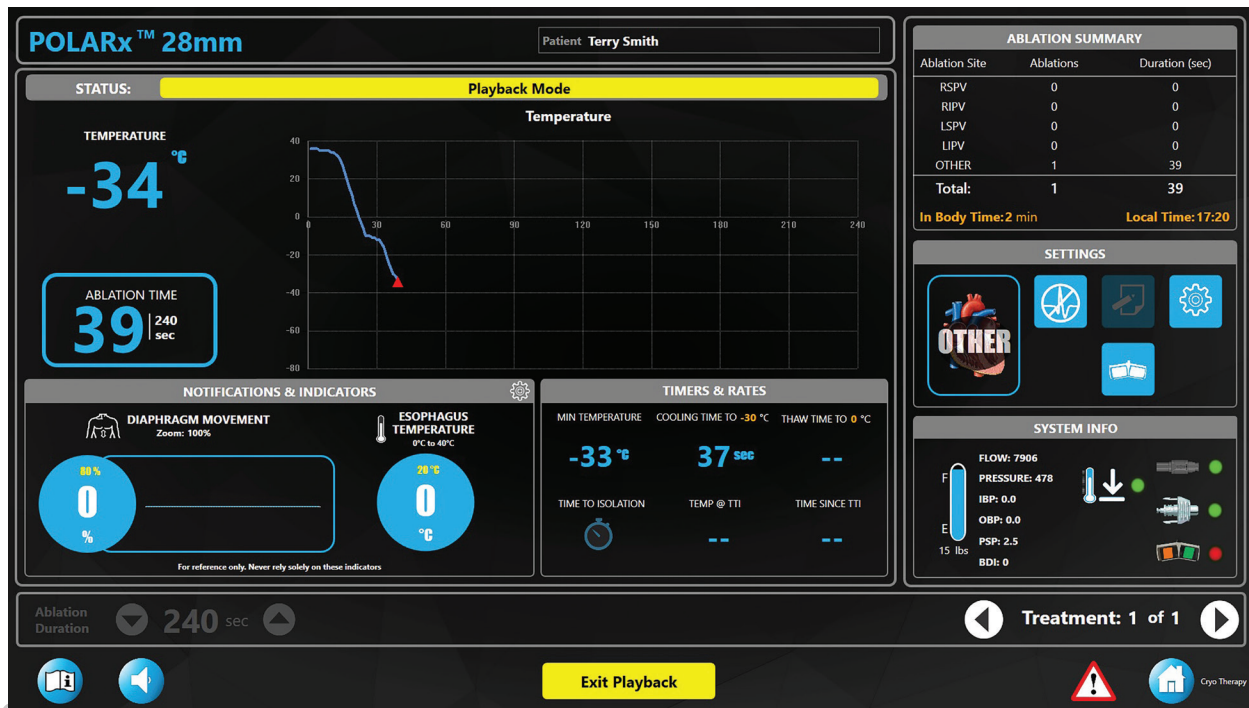 POLARx™ 28mm
Patient Terry Smith
STATUS:
Playback Mode
TEMPERATURE
-34 °C
ABLATION TIME
39 240 sec
Temperature
40
20
0
0 30 60 90 120 150 180 210 240
-20
-40
-60
-80
NOTIFICATIONS & INDICATORS
DIAPHRAGM MOVEMENT
Zoom: 100%
80 %
0
%
ESOPHAGUS
TEMPERATURE
0°C to 40°C
20 °C
0
°C
For reference only. Never rely solely on these indicators
TIMERS & RATES
MIN TEMPERATURE COOLING TIME TO -30 °C THAW TIME TO 0 °C
-33 °C 37 sec --
TIME TO ISOLATION TEMP @ TTI TIME SINCE TTI
-- --
ABLATION SUMMARY
Ablation Site Ablations Duration (sec)
RSPV 0 0
RIPV 0 0
LSPV 0 0
LIPV 0 0
OTHER 1 39
Total: 1 39
In Body Time: 2 min Local Time: 17:20
SETTINGS
OTHER
SYSTEM INFO
F
E
15 lbs
FLOW: 7906
PRESSURE: 478
IBP: 0.0
OBP: 0.0
PSP: 2.5
BDI: 0
Ablation
Duration
240 sec
Treatment: 1 of 1
i
Exit Playback
!
Cryo Therapy